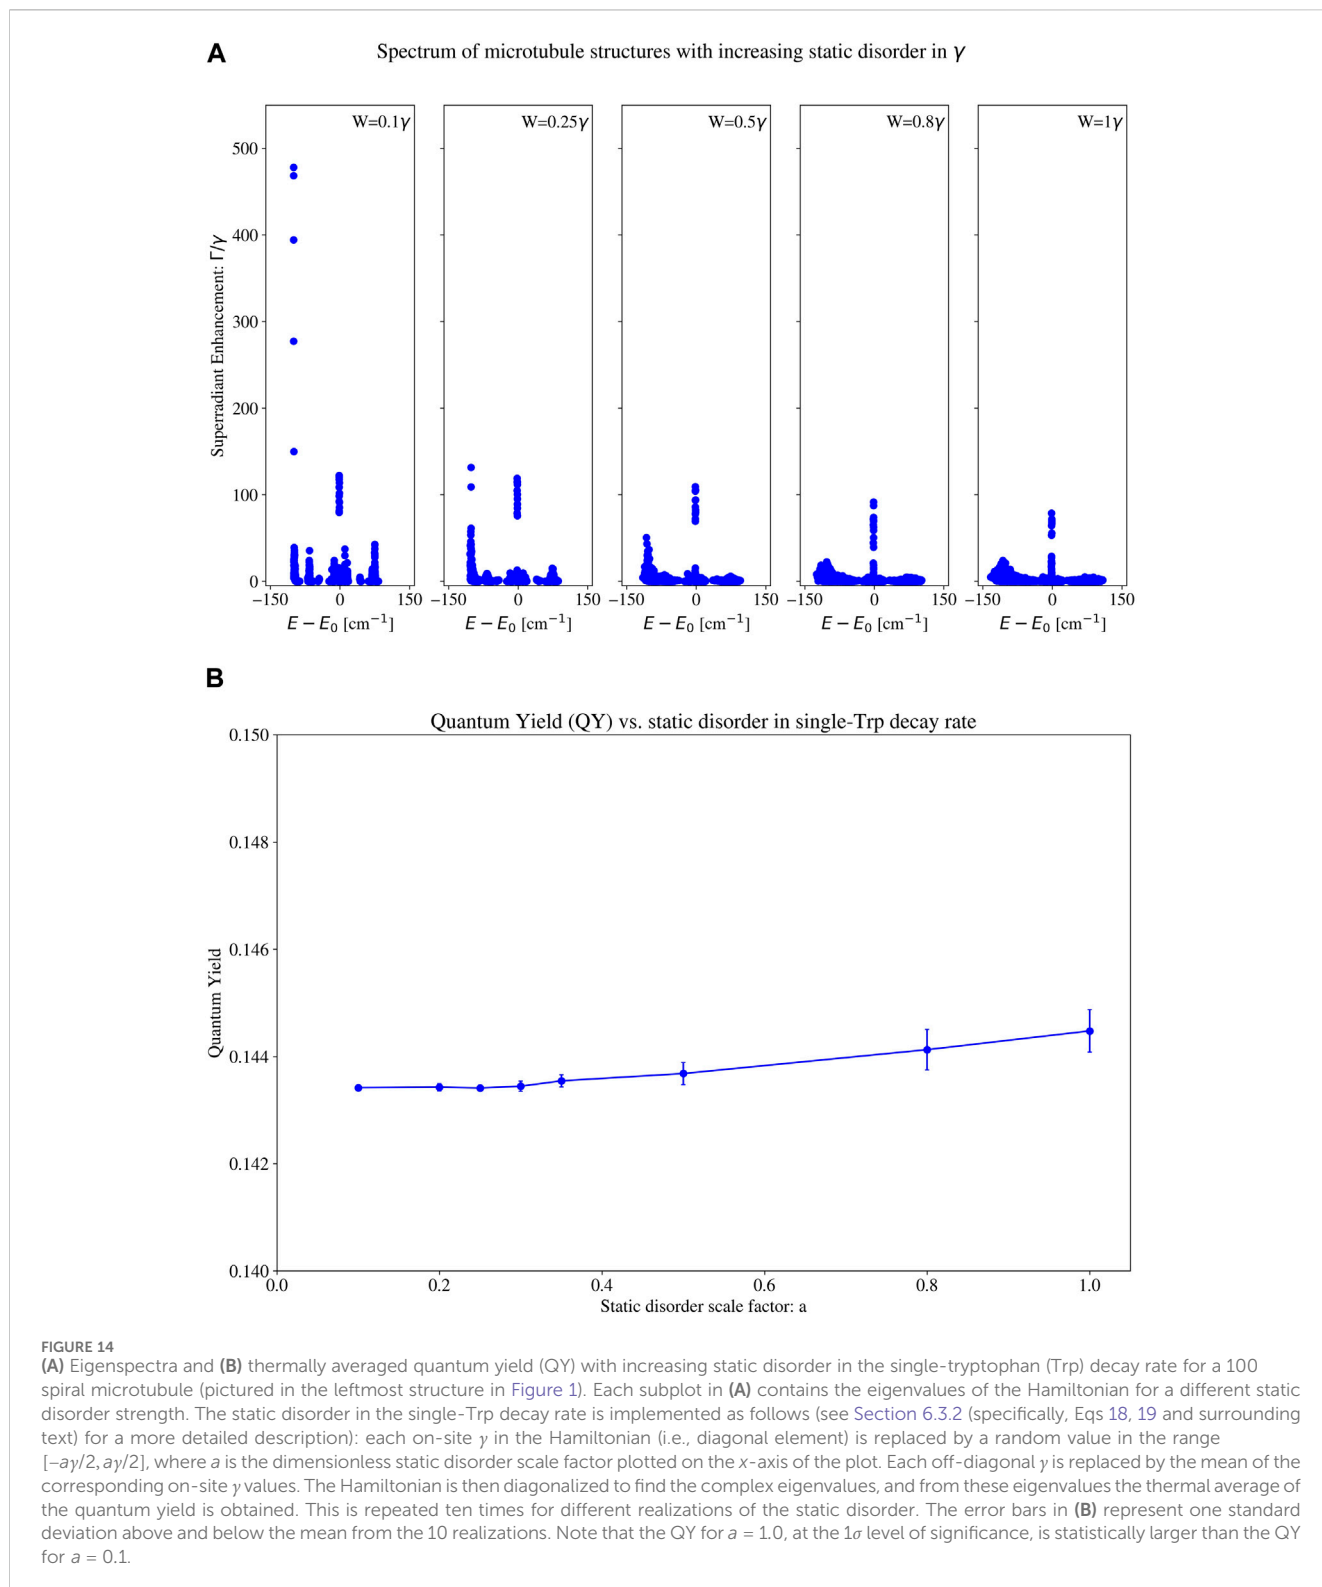 A
Spectrum of microtubule structures with increasing static disorder in γ
W=0.1γ
W=0.25γ
W=0.5γ
W=0.8γ
W=1γ
500
400
300
200
100
0
Superradiant Enhancement: Γ/γ
−150 0 150
−150 0 150
−150 0 150
−150 0 150
−150 0 150
E − E₀ [cm⁻¹]
E − E₀ [cm⁻¹]
E − E₀ [cm⁻¹]
E − E₀ [cm⁻¹]
E − E₀ [cm⁻¹]
B
Quantum Yield (QY) vs. static disorder in single-Trp decay rate
0.150
0.148
0.146
0.144
0.142
0.140
Quantum Yield
0.0 0.2 0.4 0.6 0.8 1.0
Static disorder scale factor: a
FIGURE 14
(A) Eigenspectra and (B) thermally averaged quantum yield (QY) with increasing static disorder in the single-tryptophan (Trp) decay rate for a 100
spiral microtubule (pictured in the leftmost structure in Figure 1). Each subplot in (A) contains the eigenvalues of the Hamiltonian for a different static
disorder strength. The static disorder in the single-Trp decay rate is implemented as follows (see Section 6.3.2 (specifically, Eqs 18, 19 and surrounding
text) for a more detailed description): each on-site γ in the Hamiltonian (i.e., diagonal element) is replaced by a random value in the range
[−aγ/2, aγ/2], where a is the dimensionless static disorder scale factor plotted on the x-axis of the plot. Each off-diagonal γ is replaced by the mean of the
corresponding on-site γ values. The Hamiltonian is then diagonalized to find the complex eigenvalues, and from these eigenvalues the thermal average of
the quantum yield is obtained. This is repeated ten times for different realizations of the static disorder. The error bars in (B) represent one standard
deviation above and below the mean from the 10 realizations. Note that the QY for a = 1.0, at the 1σ level of significance, is statistically larger than the QY
for a = 0.1.